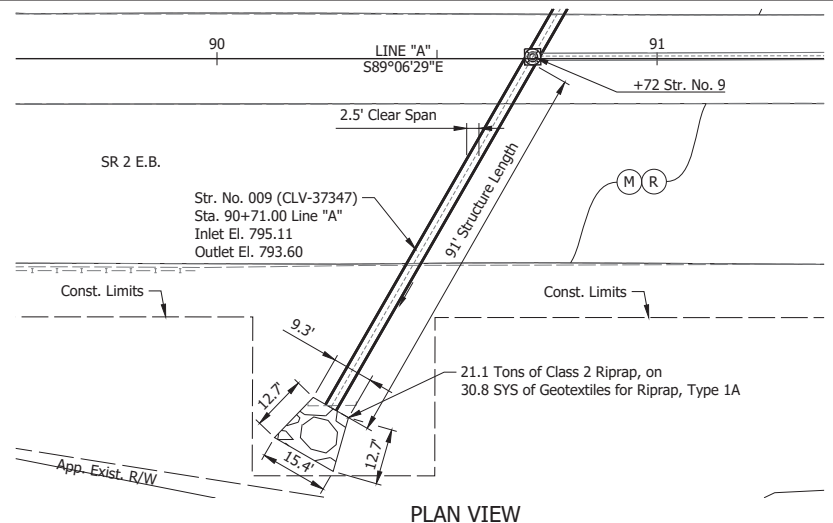 90
LINE "A"
S89°06'29"E
91
+72 Str. No. 9
2.5' Clear Span
SR 2 E.B.
M
R
Str. No. 009 (CLV-37347)
Sta. 90+71.00 Line "A"
Inlet El. 795.11
Outlet El. 793.60
91' Structure Length
Const. Limits
Const. Limits
9.3'
21.1 Tons of Class 2 Riprap, on
30.8 SYS of Geotextiles for Riprap, Type 1A
12.7'
12.7'
15.4'
App. Exist. R/W
PLAN VIEW